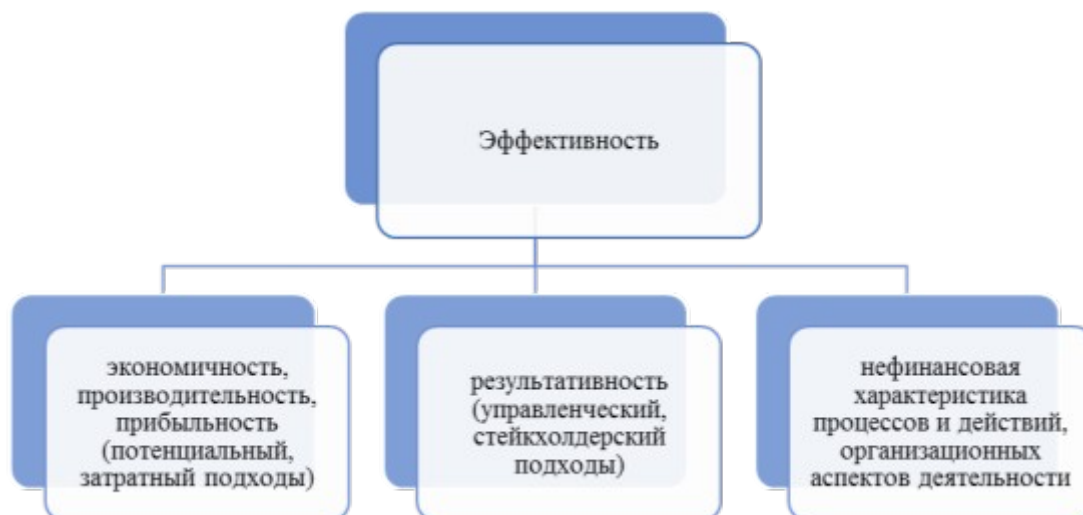 Эффективность
экономичность,
производительность,
прибыльность
(потенциальный,
затратный подходы)
результативность
(управленческий,
стейкхолдерский
подходы)
нефинансовая
характеристика
процессов и действий,
организационных
аспектов деятельности